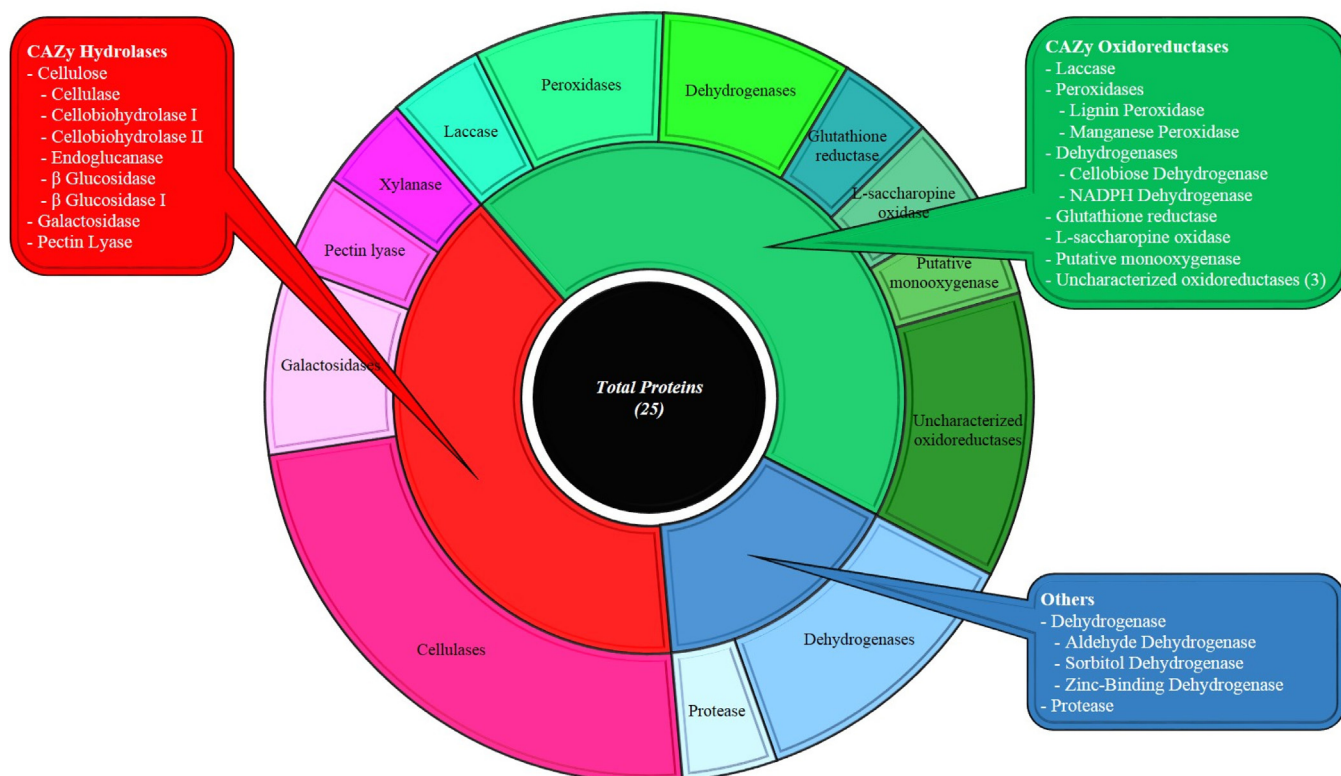 CAZy Hydrolases
- Cellulose
- Cellulase
- Cellobiohydrolase I
- Cellobiohydrolase II
- Endoglucanase
- β Glucosidase
- β Glucosidase I
- Galactosidase
- Pectin Lyase
CAZy Oxidoreductases
- Laccase
- Peroxidases
- Lignin Peroxidase
- Manganese Peroxidase
- Dehydrogenases
- Cellobiose Dehydrogenase
- NADPH Dehydrogenase
- Glutathione reductase
- L-saccharopine oxidase
- Putative monooxygenase
- Uncharacterized oxidoreductases (3)
Peroxidases
Dehydrogenases
Laccase
Glutathione
reductase
Xylanase
L-saccharopine
oxidase
Pectin lyase
Putative
monooxygenase
Galactosidases
Total Proteins
(25)
Uncharacterized
oxidoreductases
Cellulases
Dehydrogenases
Protease
Others
- Dehydrogenase
- Aldehyde Dehydrogenase
- Sorbitol Dehydrogenase
- Zinc-Binding Dehydrogenase
- Protease